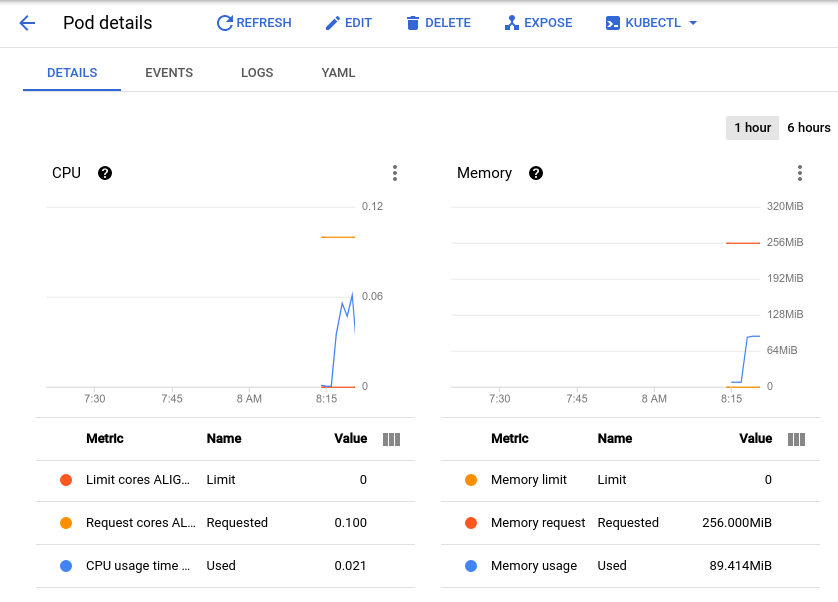 Pod details REFRESH EDIT DELETE EXPOSE KUBECTL
DETAILS EVENTS LOGS YAML
1 hour 6 hours
CPU
0.12
0.06
0
7:30 7:45 8 AM 8:15
Metric Name Value
Limit cores ALIG... Limit 0
Request cores AL... Requested 0.100
CPU usage time ... Used 0.021
Memory
320MiB
256MiB
192MiB
128MiB
64MiB
0
7:30 7:45 8 AM 8:15
Metric Name Value
Memory limit Limit 0
Memory request Requested 256.000MiB
Memory usage Used 89.414MiB